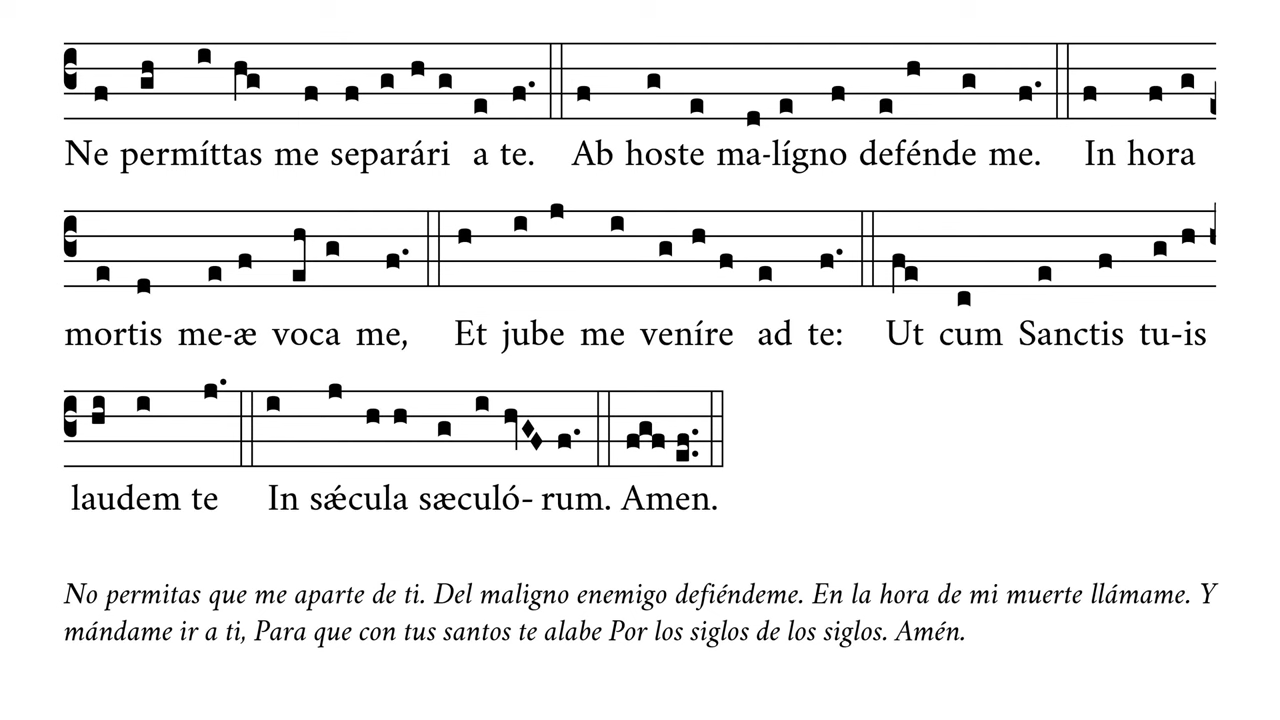 Ne permíttas me separári a te. Ab hoste ma-lígno defénde me. In hora
mortis me-æ voca me, Et jube me veníre ad te: Ut cum Sanctis tu-is
laudem te In sǽcula sæculó- rum. Amen.
No permitas que me aparte de ti. Del maligno enemigo defiéndeme. En la hora de mi muerte llámame. Y
mándame ir a ti, Para que con tus santos te alabe Por los siglos de los siglos. Amén.